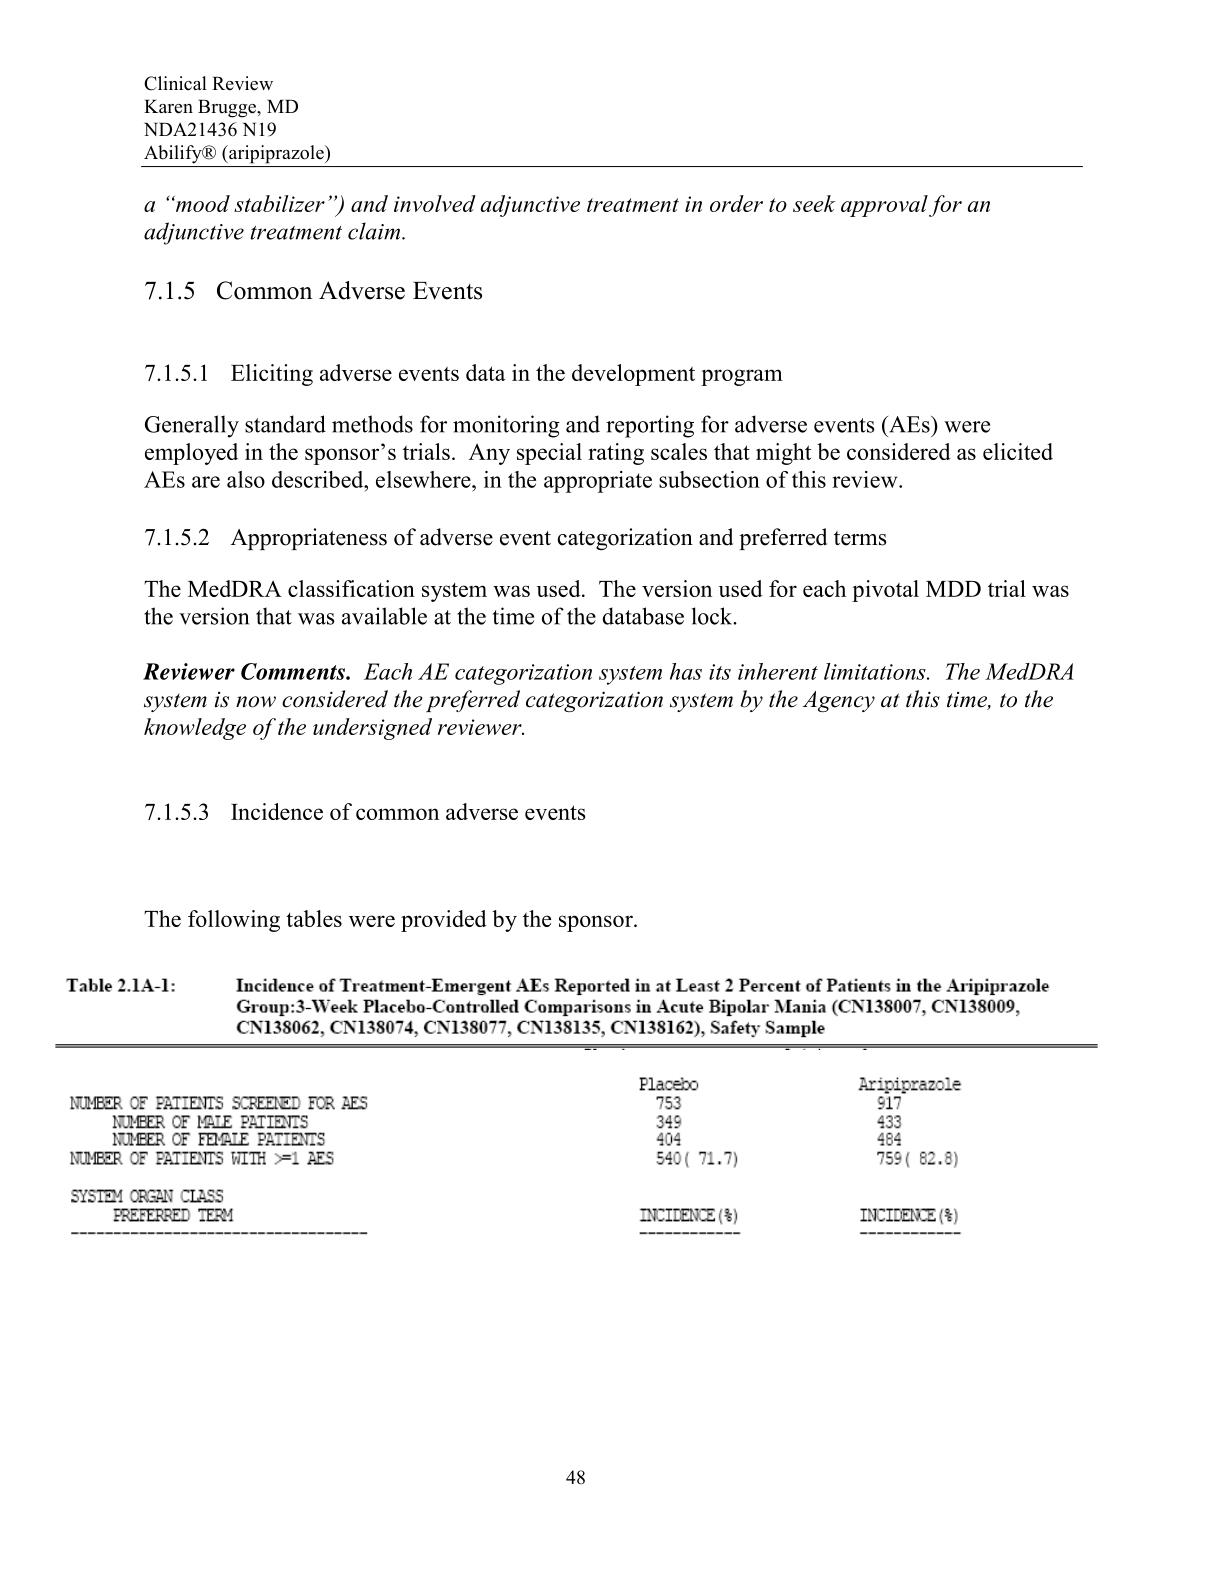 Clinical Review
Karen Brugge, MD
NDA21436 N19
Abilify® (aripiprazole)
a “mood stabilizer”) and involved adjunctive treatment in order to seek approval for an
adjunctive treatment claim.
7.1.5 Common Adverse Events
7.1.5.1 Eliciting adverse events data in the development program
Generally standard methods for monitoring and reporting for adverse events (AEs) were
employed in the sponsor’s trials. Any special rating scales that might be considered as elicited
AEs are also described, elsewhere, in the appropriate subsection of this review.
7.1.5.2 Appropriateness of adverse event categorization and preferred terms
The MedDRA classification system was used. The version used for each pivotal MDD trial was
the version that was available at the time of the database lock.
Reviewer Comments. Each AE categorization system has its inherent limitations. The MedDRA
system is now considered the preferred categorization system by the Agency at this time, to the
knowledge of the undersigned reviewer.
7.1.5.3 Incidence of common adverse events
The following tables were provided by the sponsor.
Table 2.1A-1: Incidence of Treatment-Emergent AEs Reported in at Least 2 Percent of Patients in the Aripiprazole
Group:3-Week Placebo-Controlled Comparisons in Acute Bipolar Mania (CN138007, CN138009,
CN138062, CN138074, CN138077, CN138135, CN138162), Safety Sample
Placebo Aripiprazole
NUMBER OF PATIENTS SCREENED FOR AES 753 917
NUMBER OF MALE PATIENTS 349 433
NUMBER OF FEMALE PATIENTS 404 484
NUMBER OF PATIENTS WITH >=1 AES 540( 71.7) 759( 82.8)
SYSTEM ORGAN CLASS
PREFERRED TERM INCIDENCE(%) INCIDENCE(%)
48